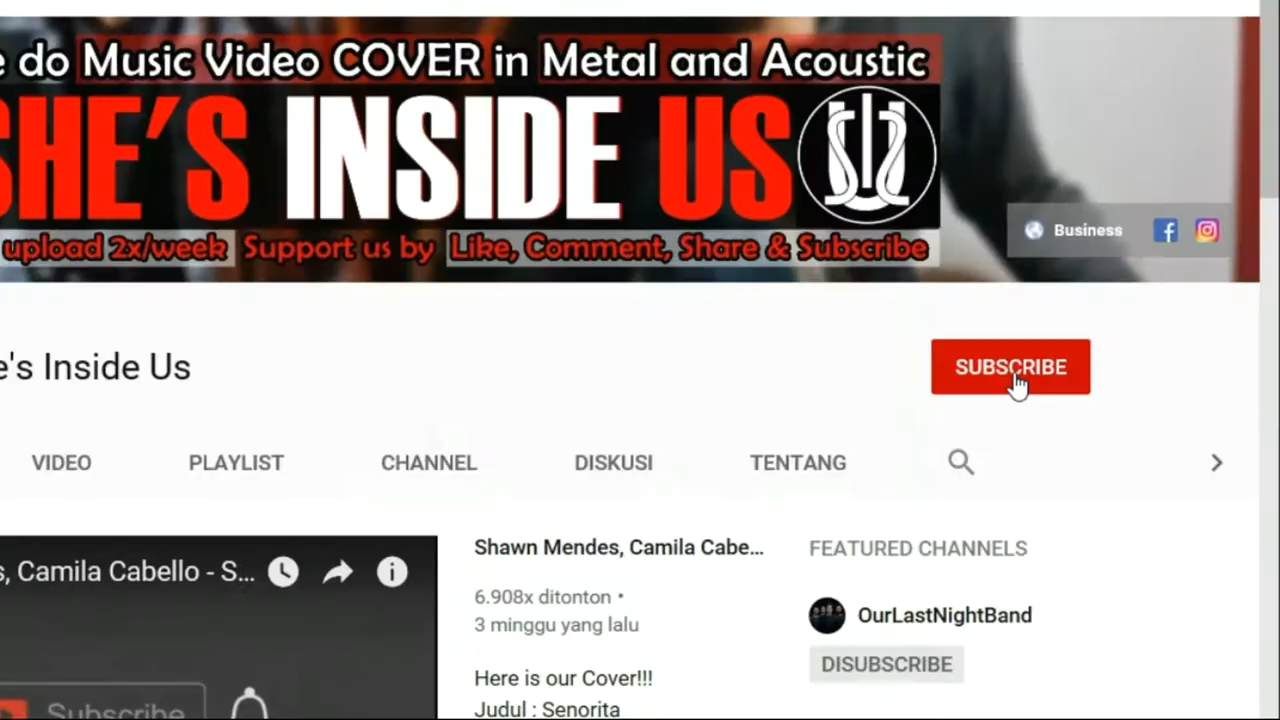 e do Music Video COVER in Metal and Acoustic
SHE'S INSIDE US
upload 2x/week Support us by Like, Comment, Share & Subscribe
Business
e's Inside Us
SUBSCRIBE
VIDEO PLAYLIST CHANNEL DISKUSI TENTANG
s, Camila Cabello - S...
Subscribe
Shawn Mendes, Camila Cabe...
6.908x ditonton •
3 minggu yang lalu
Here is our Cover!!!
Judul : Senorita
FEATURED CHANNELS
OurLastNightBand
DISUBSCRIBE